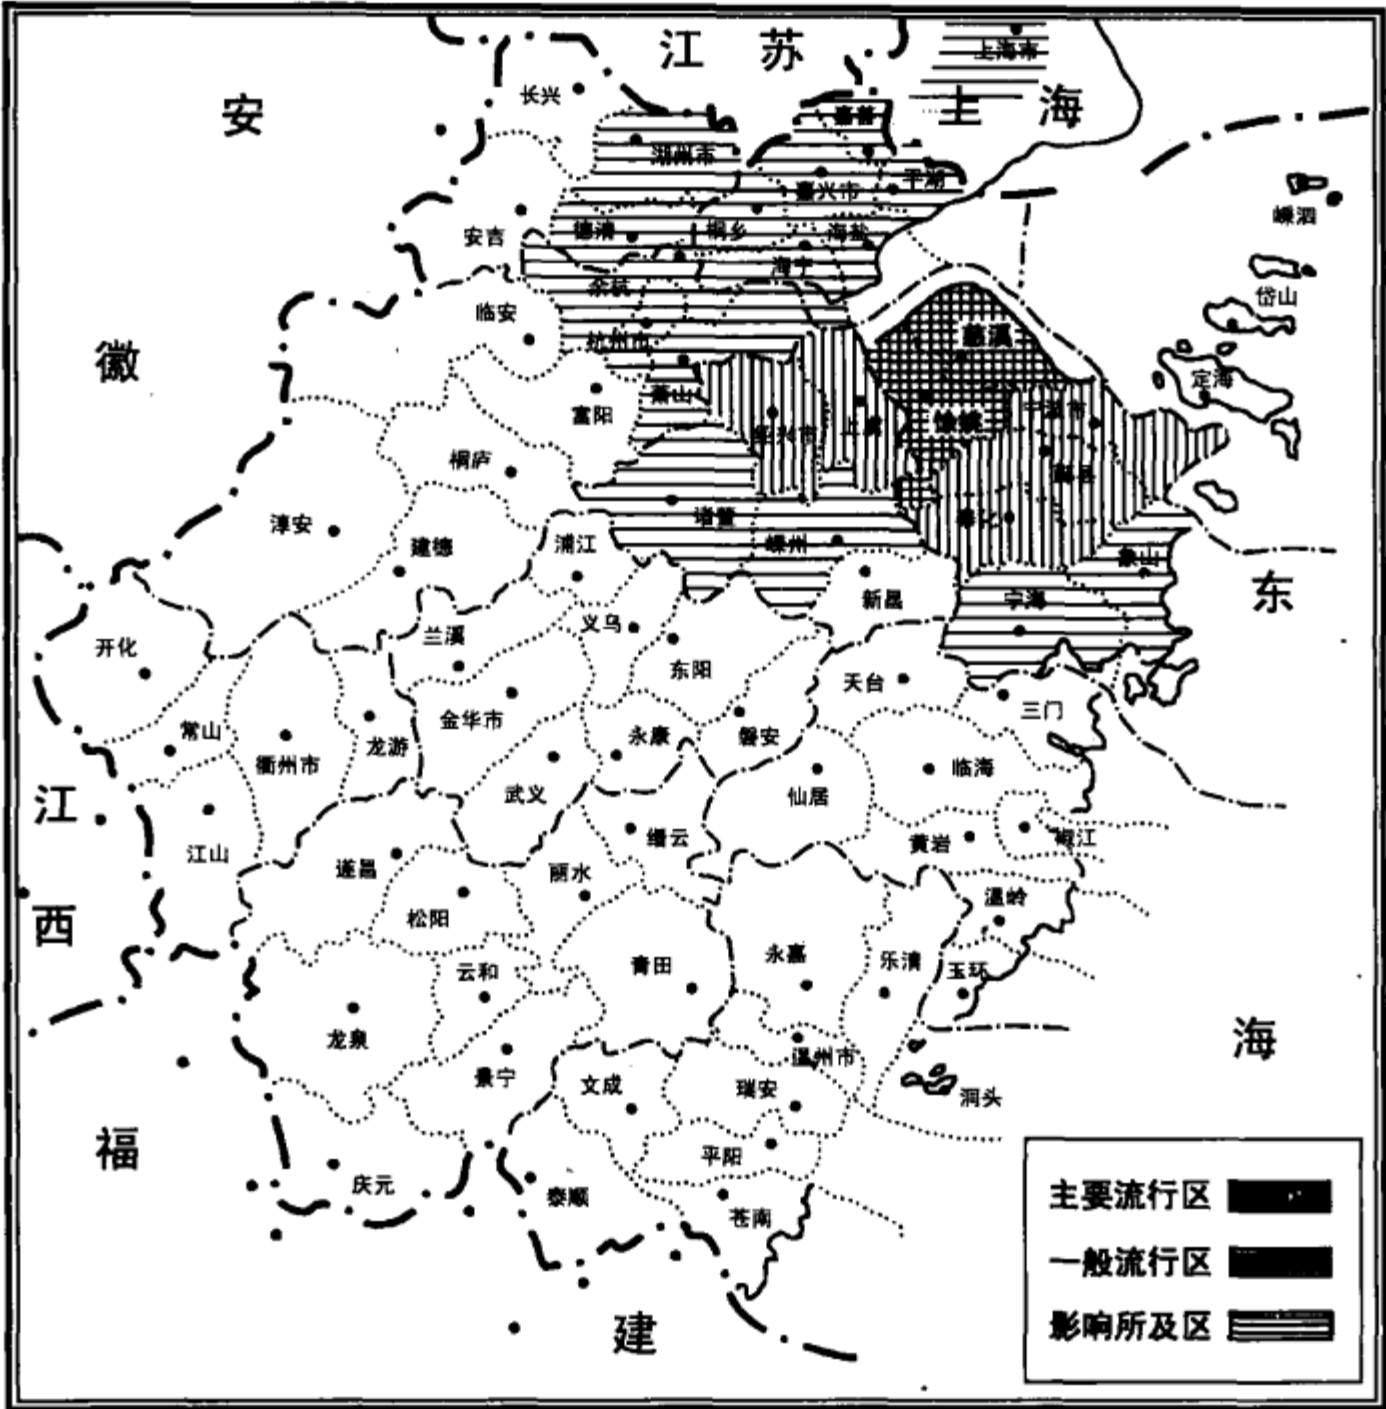 江苏
上海市
安
长兴
嘉善
上海
湖州市
嘉兴市
平湖
嵊泗
安吉
德清
桐乡
海盐
海宁
余杭
岱山
临安
杭州市
慈溪
徽
定海
萧山
富阳
宁波市
余姚
绍兴市
上虞
桐庐
鄞县
淳安
诸暨
奉化
建德
浦江
嵊州
象山
东
新昌
宁海
义乌
兰溪
开化
东阳
天台
三门
金华市
常山
龙游
永康
磐安
衢州市
临海
武义
仙居
江
缙云
黄岩
椒江
江山
遂昌
丽水
温岭
松阳
西
永嘉
乐清
青田
玉环
云和
龙泉
海
温州市
景宁
文成
瑞安
洞头
福
平阳
庆元
泰顺
苍南
主要流行区
一般流行区
影响所及区
建